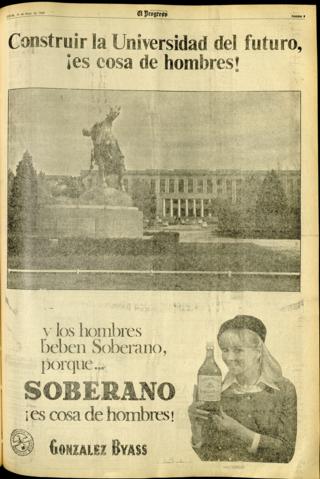 El Progreso
Construir la Universidad del futuro,
¡es cosa de hombres!
y los hombres
beben Soberano,
porque...
SOBERANO
¡es cosa de hombres!
GONZALEZ BYASS